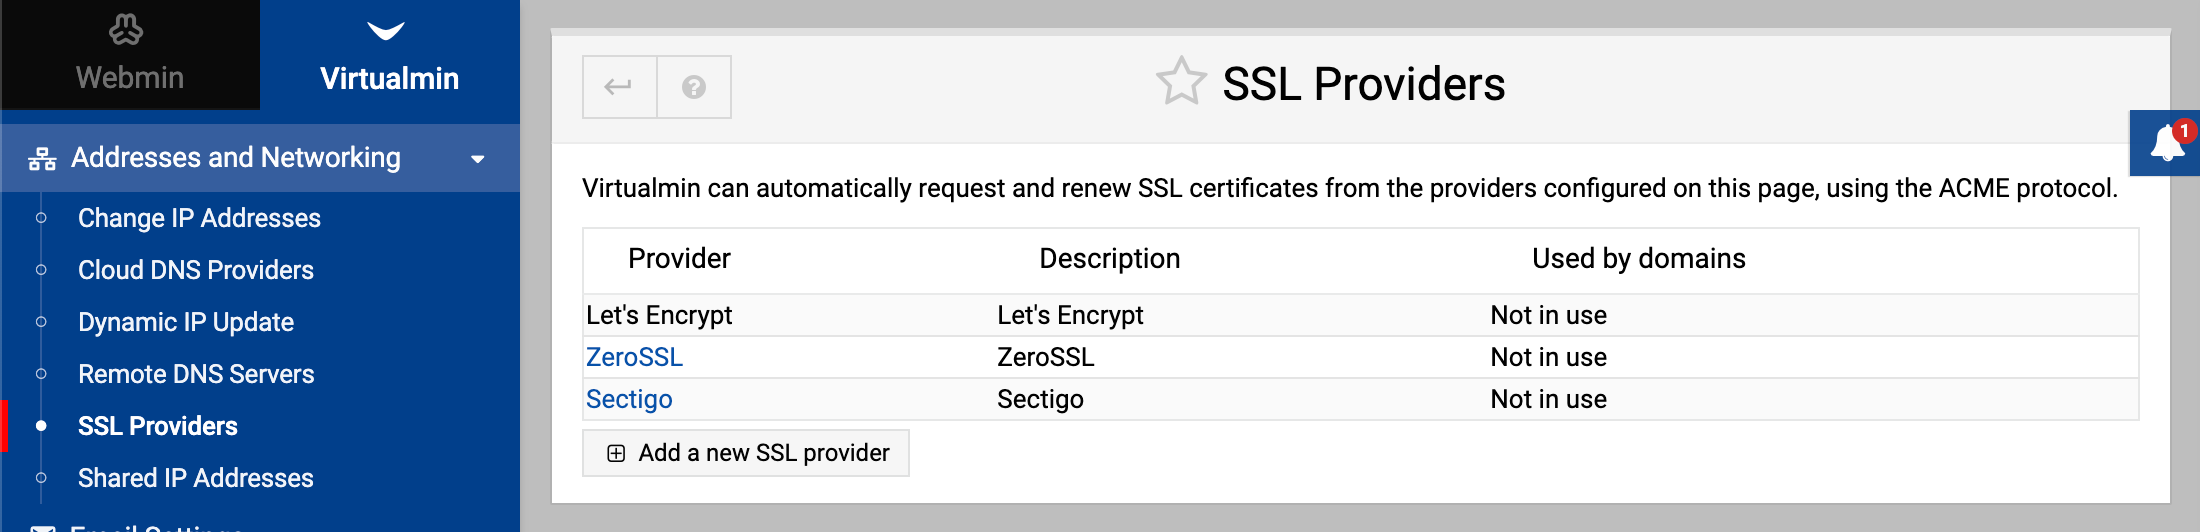 Webmin
Virtualmin
Addresses and Networking
Change IP Addresses
Cloud DNS Providers
Dynamic IP Update
Remote DNS Servers
SSL Providers
Shared IP Addresses
Email Settings
?
SSL Providers
1
Virtualmin can automatically request and renew SSL certificates from the providers configured on this page, using the ACME protocol.
Provider Description Used by domains
Let's Encrypt Let's Encrypt Not in use
ZeroSSL ZeroSSL Not in use
Sectigo Sectigo Not in use
Add a new SSL provider